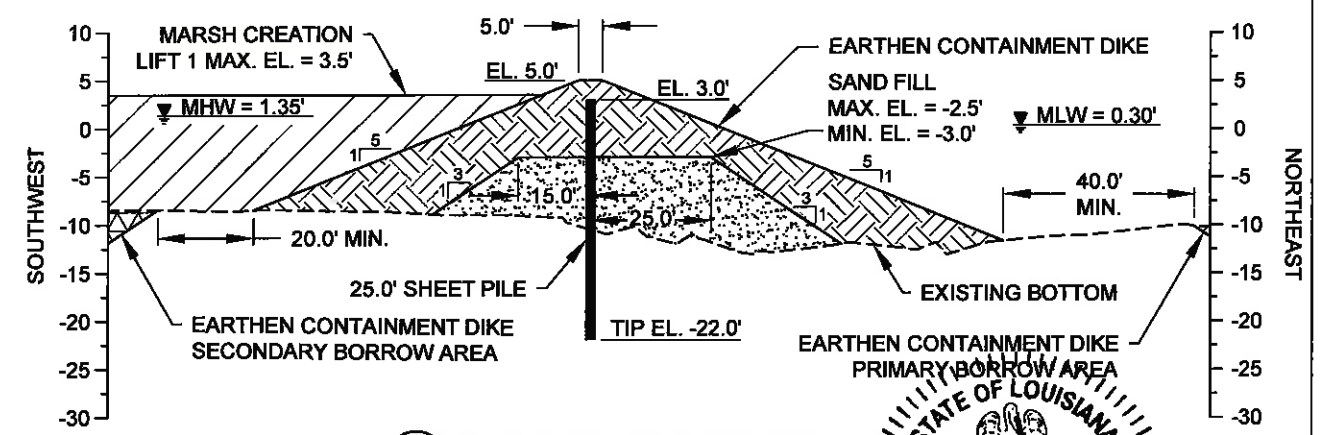 10
5
0
-5
-10
-15
-20
-25
-30
SOUTHWEST
MARSH CREATION
LIFT 1 MAX. EL. = 3.5'
MHW = 1.35'
5.0'
EL. 5.0'
EL. 3.0'
EARTHEN CONTAINMENT DIKE
SAND FILL
MAX. EL. = -2.5'
MIN. EL. = -3.0'
MLW = 0.30'
5
1
3
1
15.0'
25.0'
3
1
5
1
40.0'
MIN.
20.0' MIN.
25.0' SHEET PILE
EXISTING BOTTOM
EARTHEN CONTAINMENT DIKE
SECONDARY BORROW AREA
TIP EL. -22.0'
EARTHEN CONTAINMENT DIKE
PRIMARY BORROW AREA
STATE OF LOUISIANA
10
5
0
-5
-10
-15
-20
-25
-30
NORTHEAST